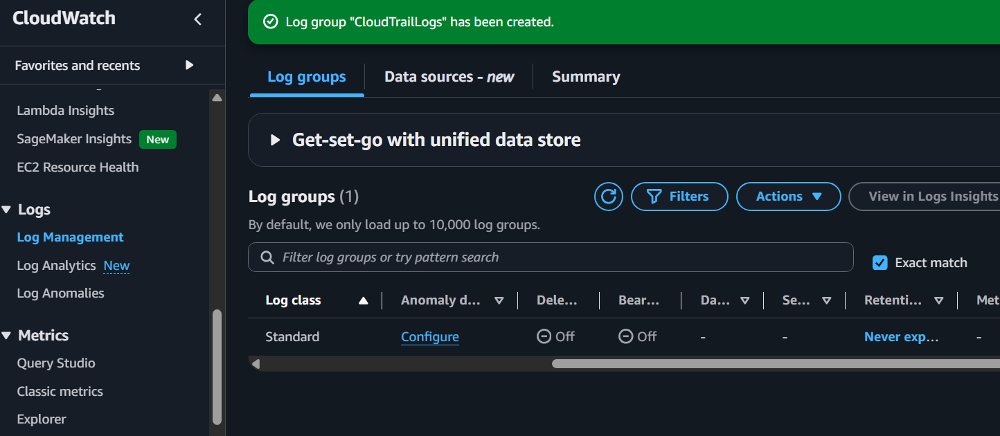 CloudWatch
Favorites and recents
Lambda Insights
SageMaker Insights New
EC2 Resource Health
Logs
Log Management
Log Analytics New
Log Anomalies
Metrics
Query Studio
Classic metrics
Explorer
Log group "CloudTrailLogs" has been created.
Log groups Data sources - new Summary
Get-set-go with unified data store
Log groups (1)
Filters Actions View in Logs Insights
By default, we only load up to 10,000 log groups.
Filter log groups or try pattern search
Exact match
Log class Anomaly d... Dele... Bear... Da... Se... Retenti... Met
Standard Configure Off Off - - Never exp... -